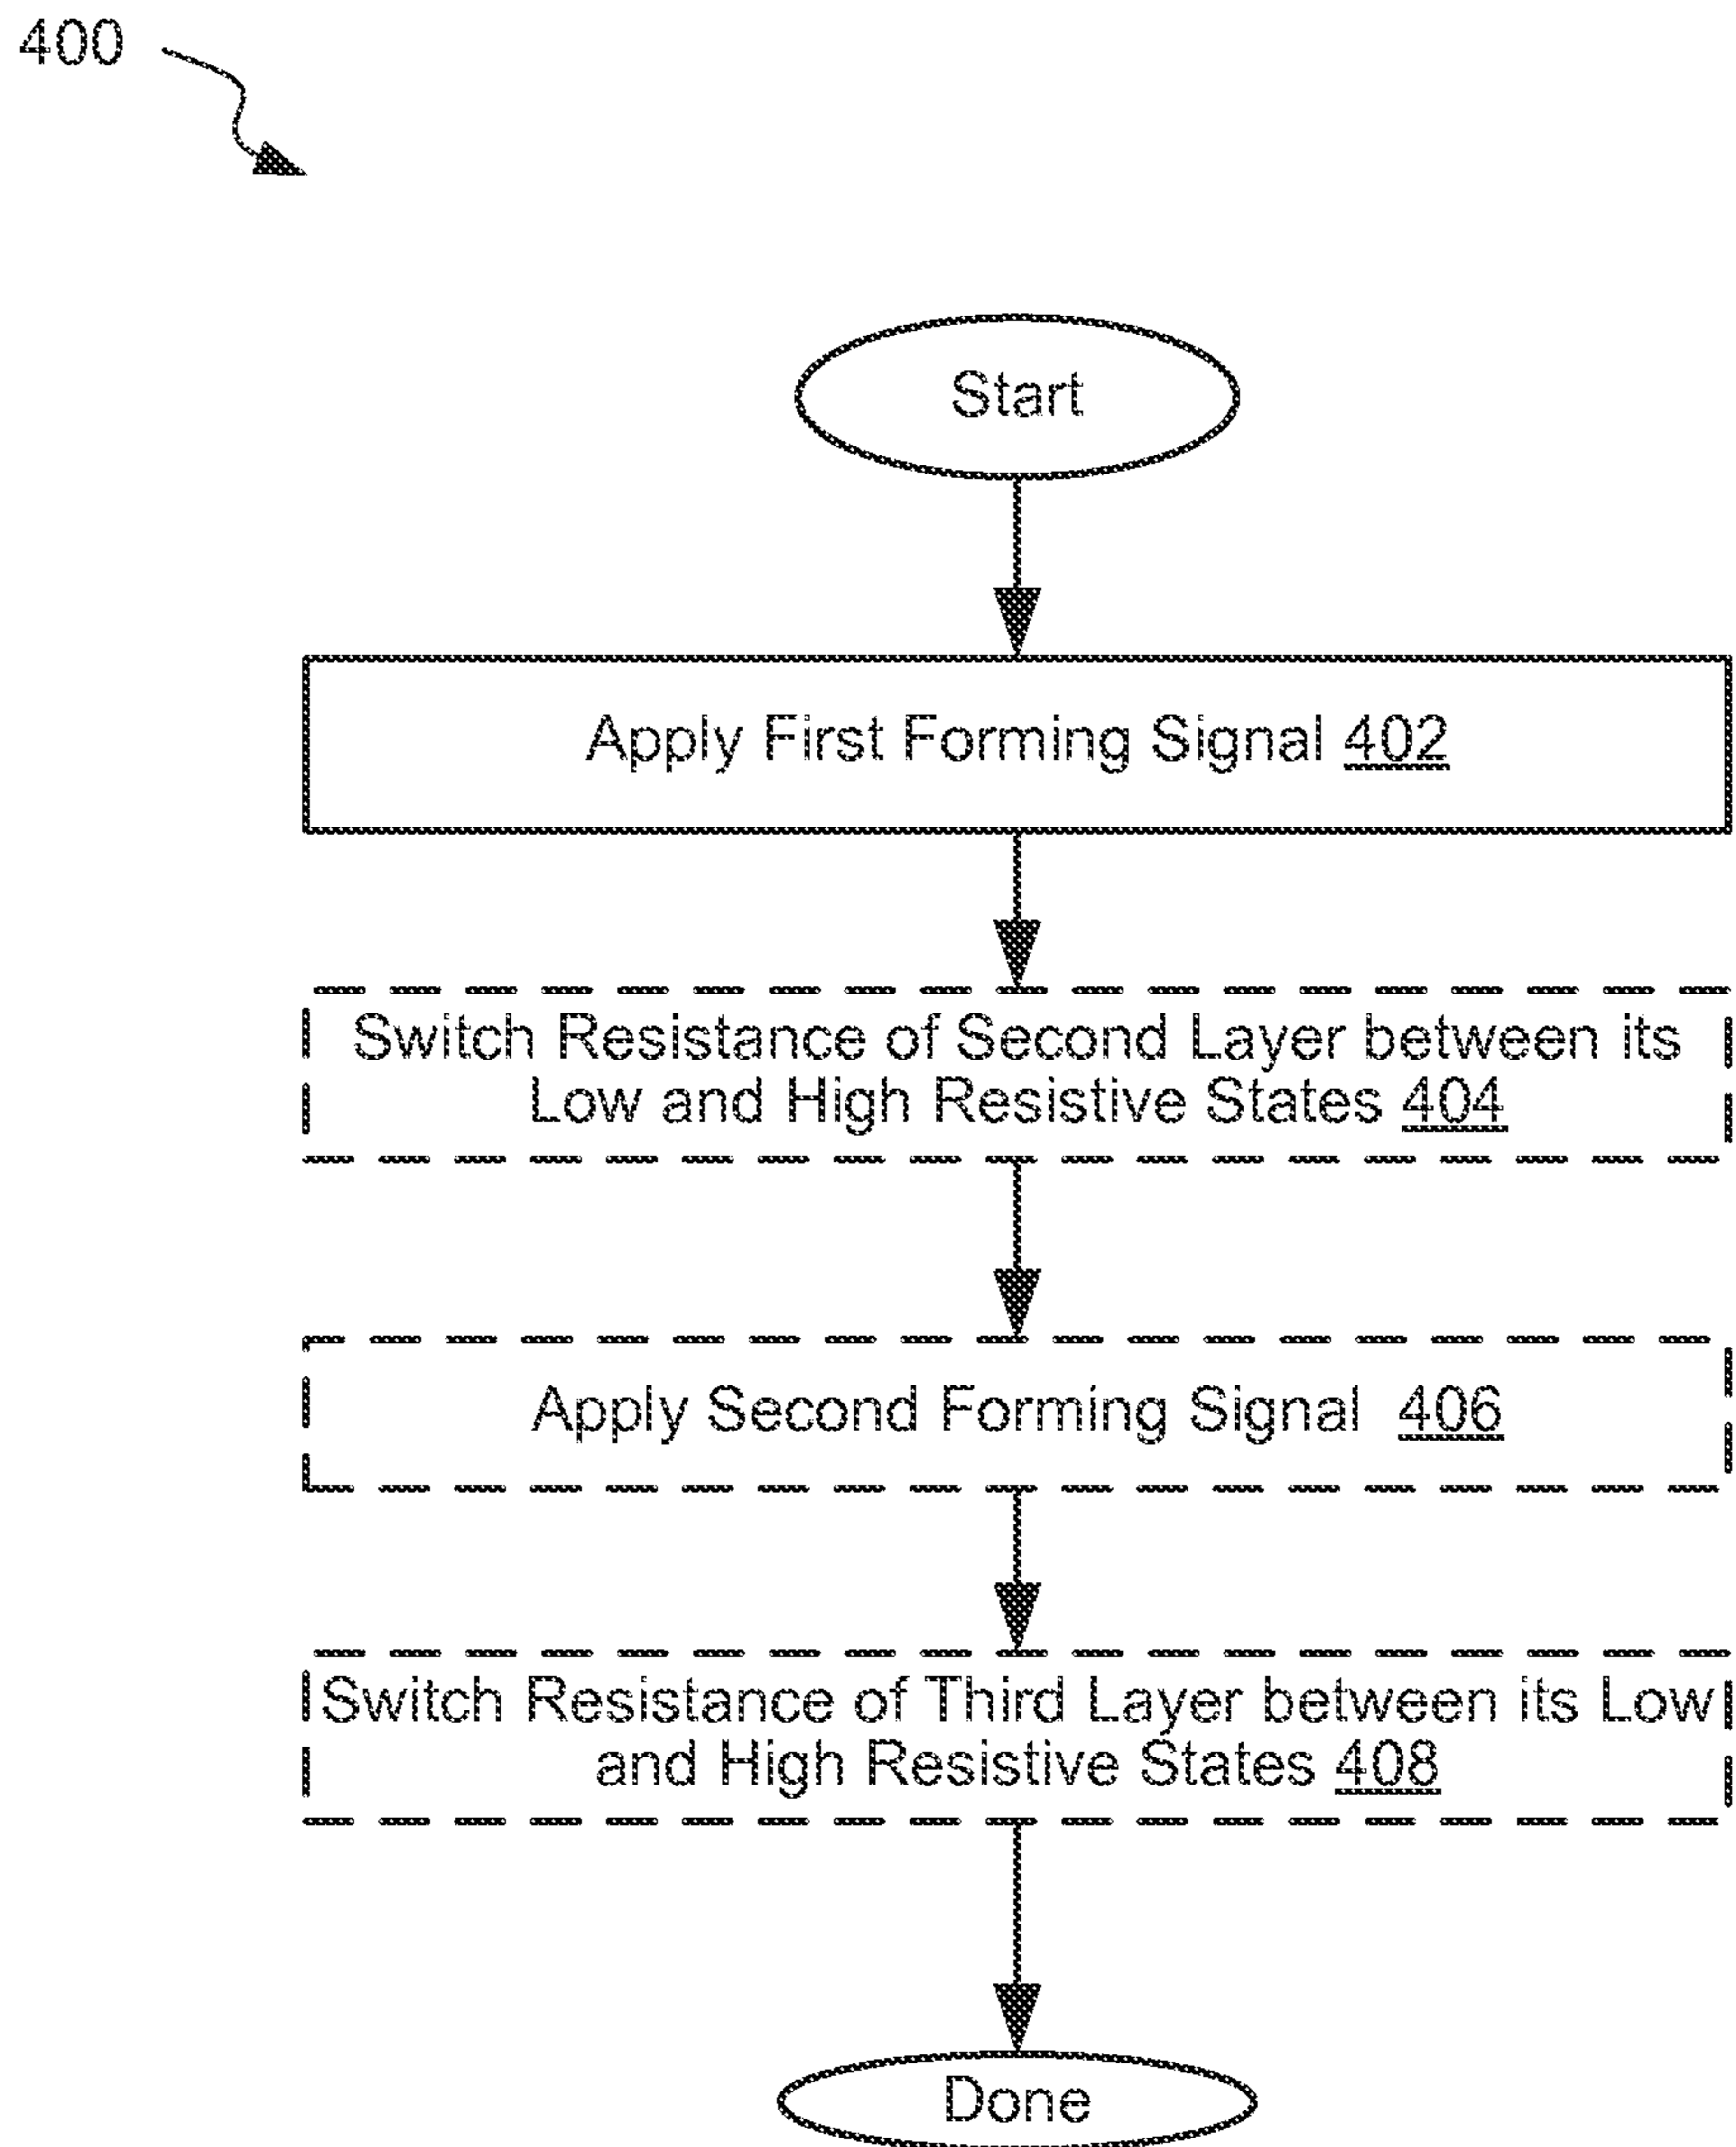 400
Start
Apply First Forming Signal 402
Switch Resistance of Second Layer between its
Low and High Resistive States 404
Apply Second Forming Signal 406
Switch Resistance of Third Layer between its Low
and High Resistive States 408
Done